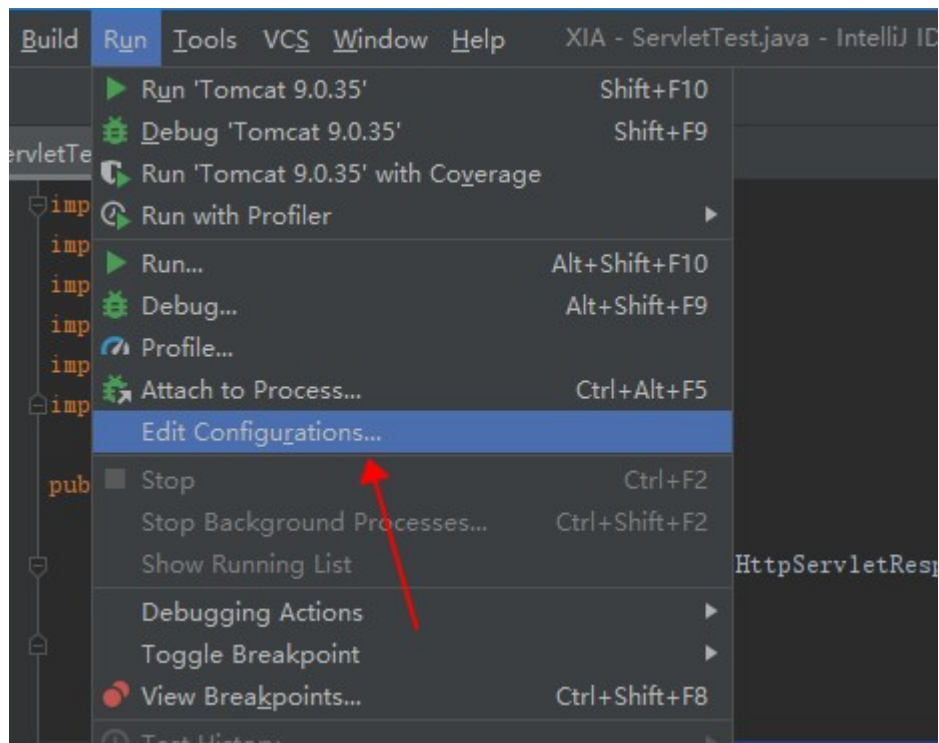 Build Run Tools VCS Window Help XIA - ServletTest.java - IntelliJ ID
Run 'Tomcat 9.0.35' Shift+F10
ervletTe
Debug 'Tomcat 9.0.35' Shift+F9
Run 'Tomcat 9.0.35' with Coverage
imp
Run with Profiler
imp
Run... Alt+Shift+F10
imp
Debug... Alt+Shift+F9
imp
Profile...
imp
Attach to Process... Ctrl+Alt+F5
imp
Edit Configurations...
pub
Stop Ctrl+F2
Stop Background Processes... Ctrl+Shift+F2
Show Running List
HttpServletResp
Debugging Actions
Toggle Breakpoint
View Breakpoints... Ctrl+Shift+F8
Test History